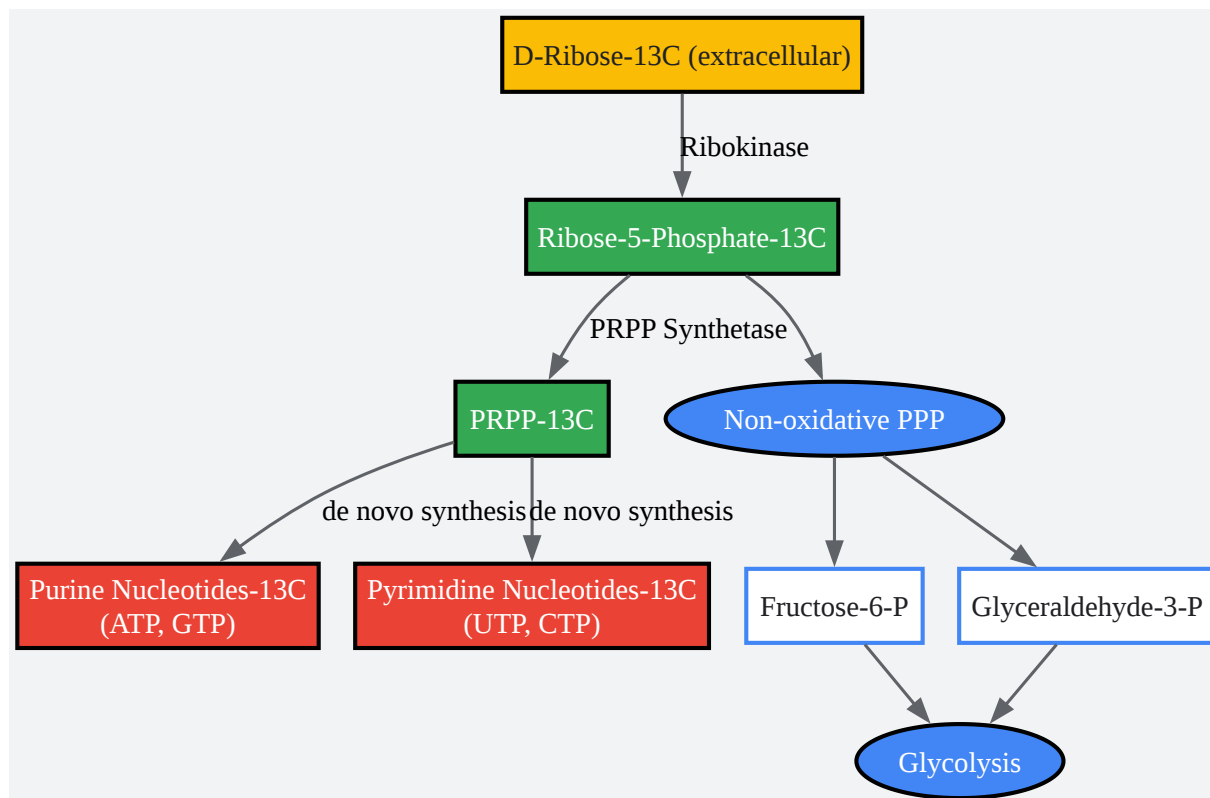 D-Ribose-13C (extracellular)
Ribokinase
Ribose-5-Phosphate-13C
PRPP Synthetase
PRPP-13C
Non-oxidative PPP
de novo synthesis
de novo synthesis
Purine Nucleotides-13C
(ATP, GTP)
Pyrimidine Nucleotides-13C
(UTP, CTP)
Fructose-6-P
Glyceraldehyde-3-P
Glycolysis